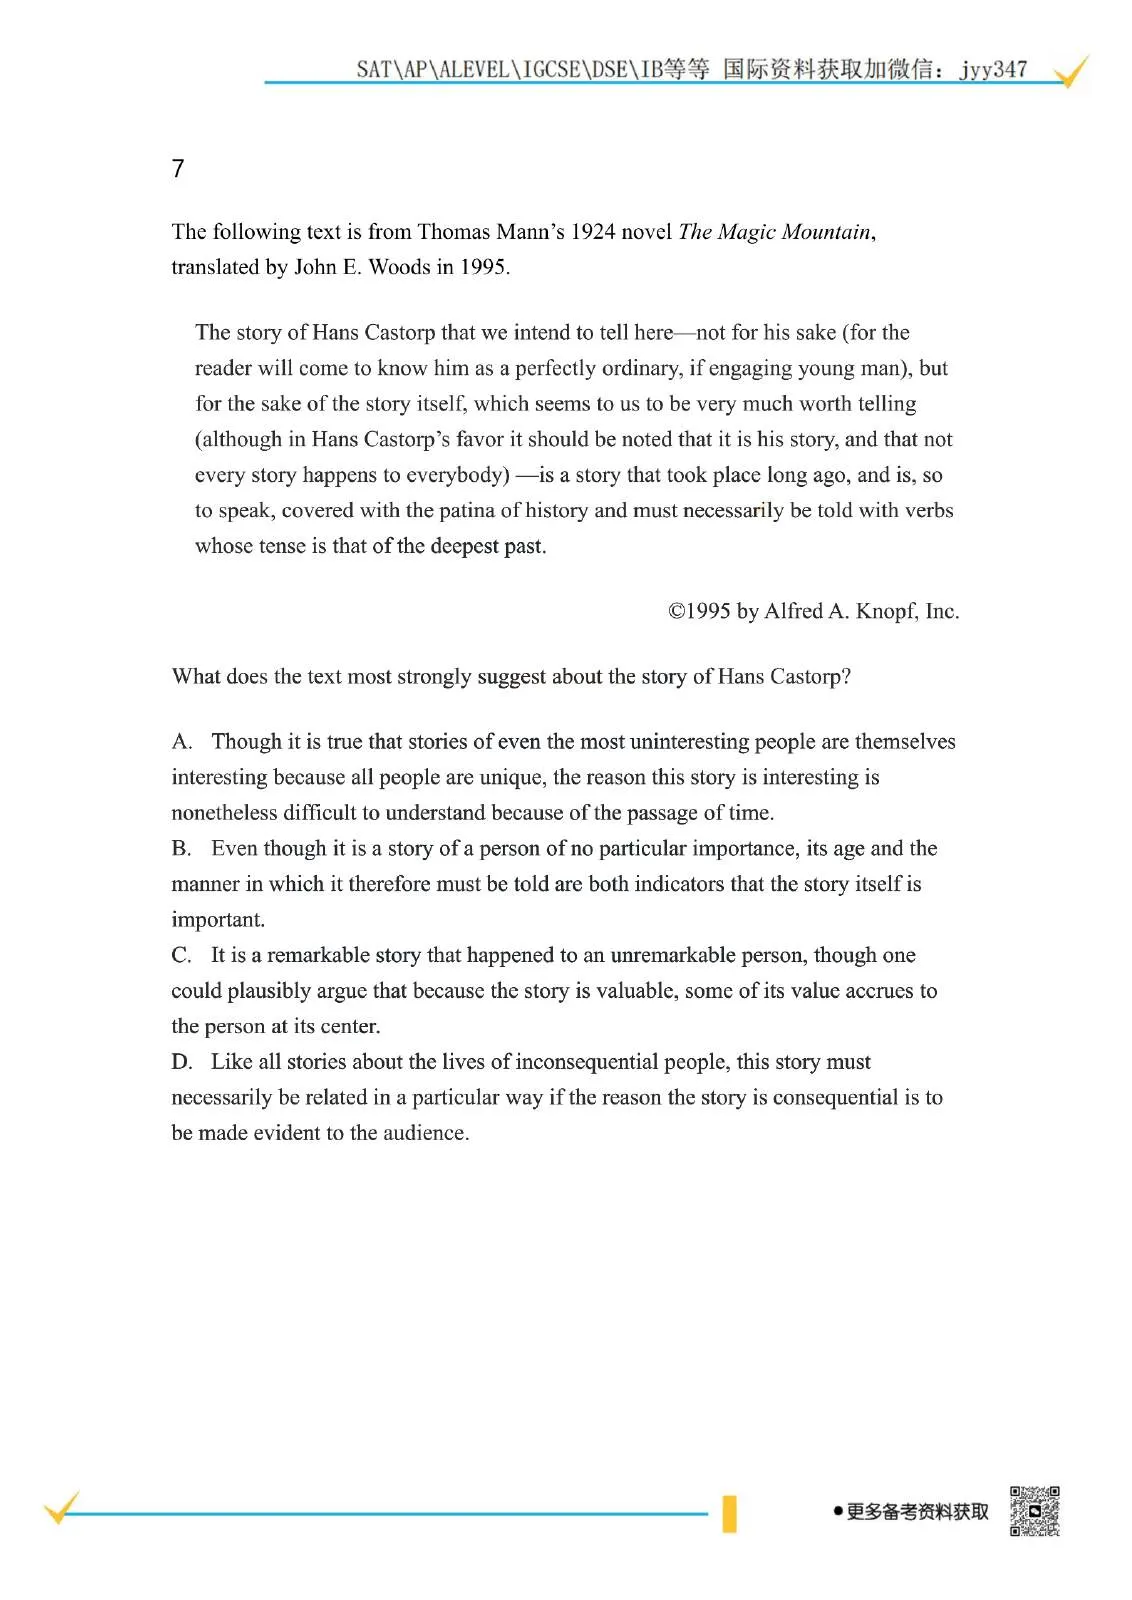 SAT\AP\ALEVEL\IGCSE\DSE\IB等等 国际资料获取加微信：jyy347
7
The following text is from Thomas Mann’s 1924 novel The Magic Mountain,
translated by John E. Woods in 1995.
The story of Hans Castorp that we intend to tell here—not for his sake (for the
reader will come to know him as a perfectly ordinary, if engaging young man), but
for the sake of the story itself, which seems to us to be very much worth telling
(although in Hans Castorp’s favor it should be noted that it is his story, and that not
every story happens to everybody) —is a story that took place long ago, and is, so
to speak, covered with the patina of history and must necessarily be told with verbs
whose tense is that of the deepest past.
©1995 by Alfred A. Knopf, Inc.
What does the text most strongly suggest about the story of Hans Castorp?
A. Though it is true that stories of even the most uninteresting people are themselves
interesting because all people are unique, the reason this story is interesting is
nonetheless difficult to understand because of the passage of time.
B. Even though it is a story of a person of no particular importance, its age and the
manner in which it therefore must be told are both indicators that the story itself is
important.
C. It is a remarkable story that happened to an unremarkable person, though one
could plausibly argue that because the story is valuable, some of its value accrues to
the person at its center.
D. Like all stories about the lives of inconsequential people, this story must
necessarily be related in a particular way if the reason the story is consequential is to
be made evident to the audience.
●更多备考资料获取